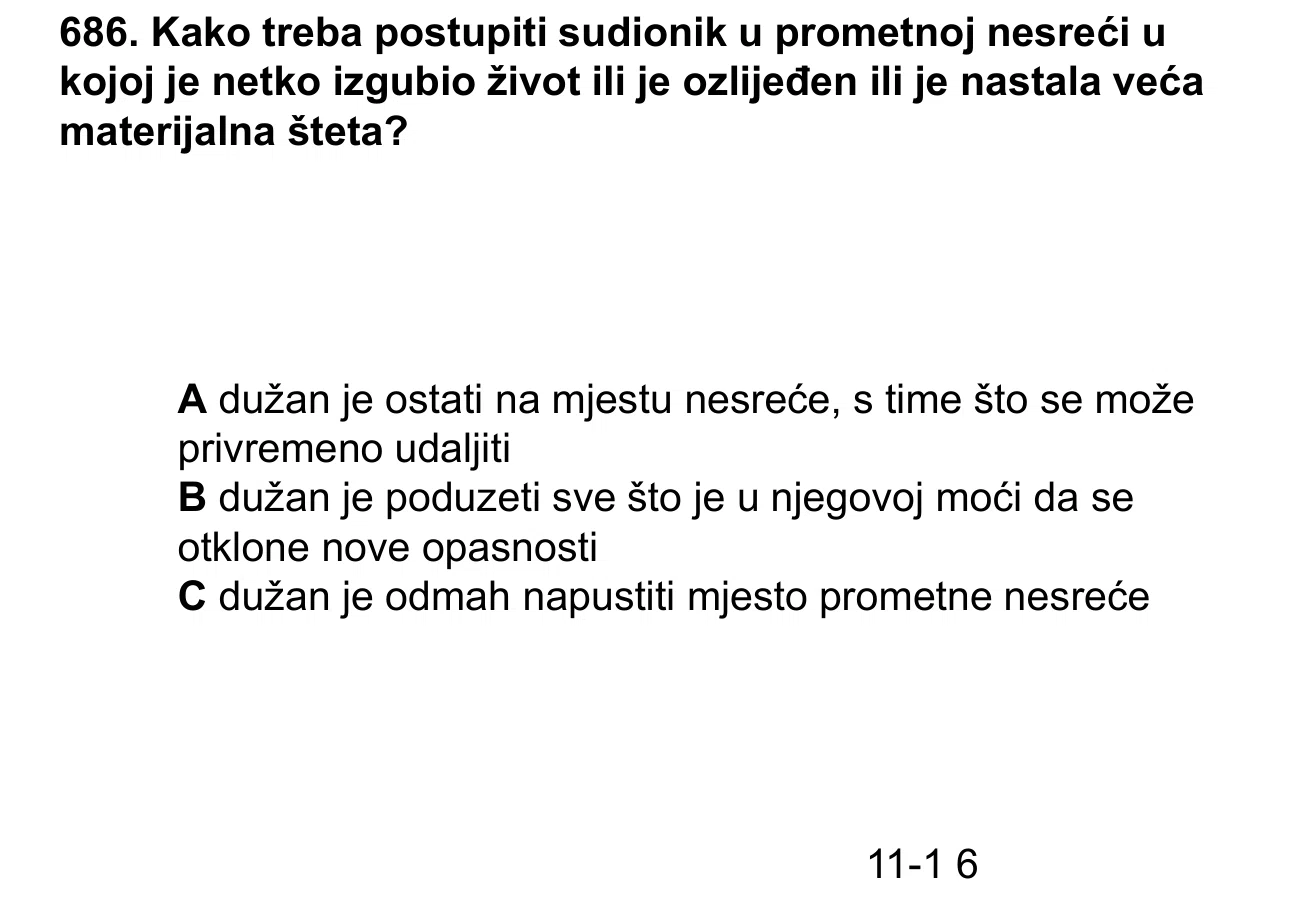 686. Kako treba postupiti sudionik u prometnoj nesreći u
kojoj je netko izgubio život ili je ozlijeđen ili je nastala veća
materijalna šteta?
A dužan je ostati na mjestu nesreće, s time što se može
privremeno udaljiti
B dužan je poduzeti sve što je u njegovoj moći da se
otklone nove opasnosti
C dužan je odmah napustiti mjesto prometne nesreće
11-1 6